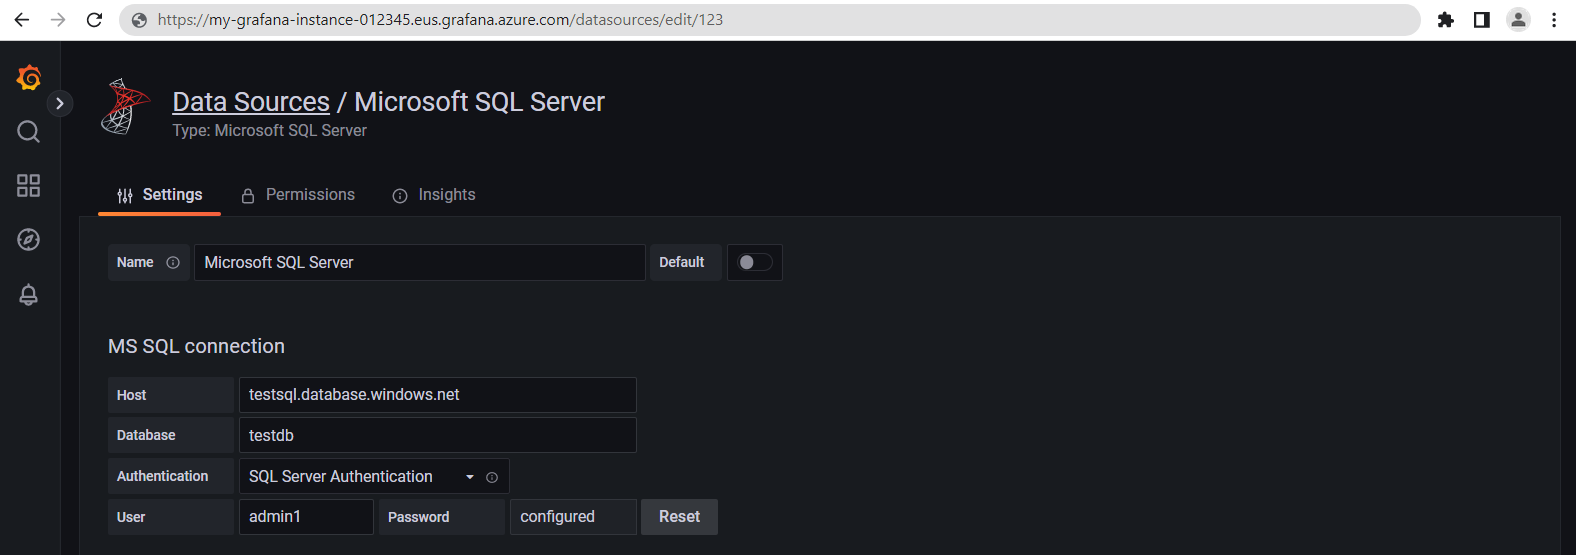 https://my-grafana-instance-012345.eus.grafana.azure.com/datasources/edit/123
Data Sources / Microsoft SQL Server
Type: Microsoft SQL Server
Settings Permissions Insights
Name Microsoft SQL Server Default
MS SQL connection
Host testsql.database.windows.net
Database testdb
Authentication SQL Server Authentication
User admin1 Password configured Reset